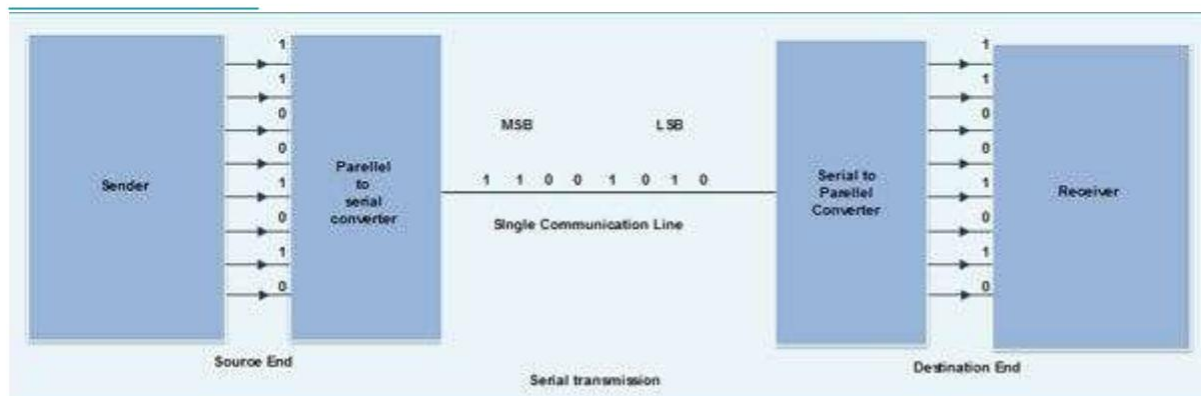 1
1
0
0
1
0
1
0
Sender
Parellel
to
serial
converter
MSB LSB
1 1 0 0 1 0 1 0
Single Communication Line
Serial to
Parellel
Converter
1
1
0
0
1
0
1
0
Receiver
Source End
Destination End
Serial transmission